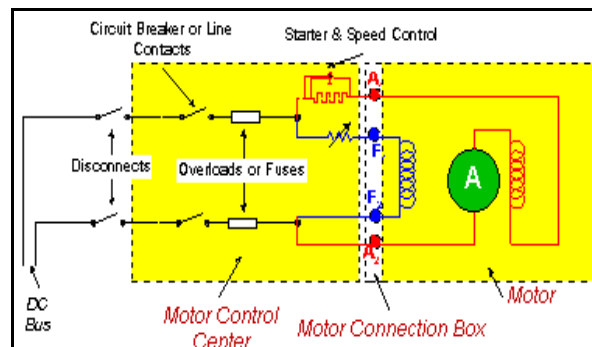 Circuit Breaker or Line
Contacts
Starter & Speed Control
A
F
Disconnects
Overloads or Fuses
A
F
A2
DC
Bus
Motor Control
Center
Motor Connection Box
Motor